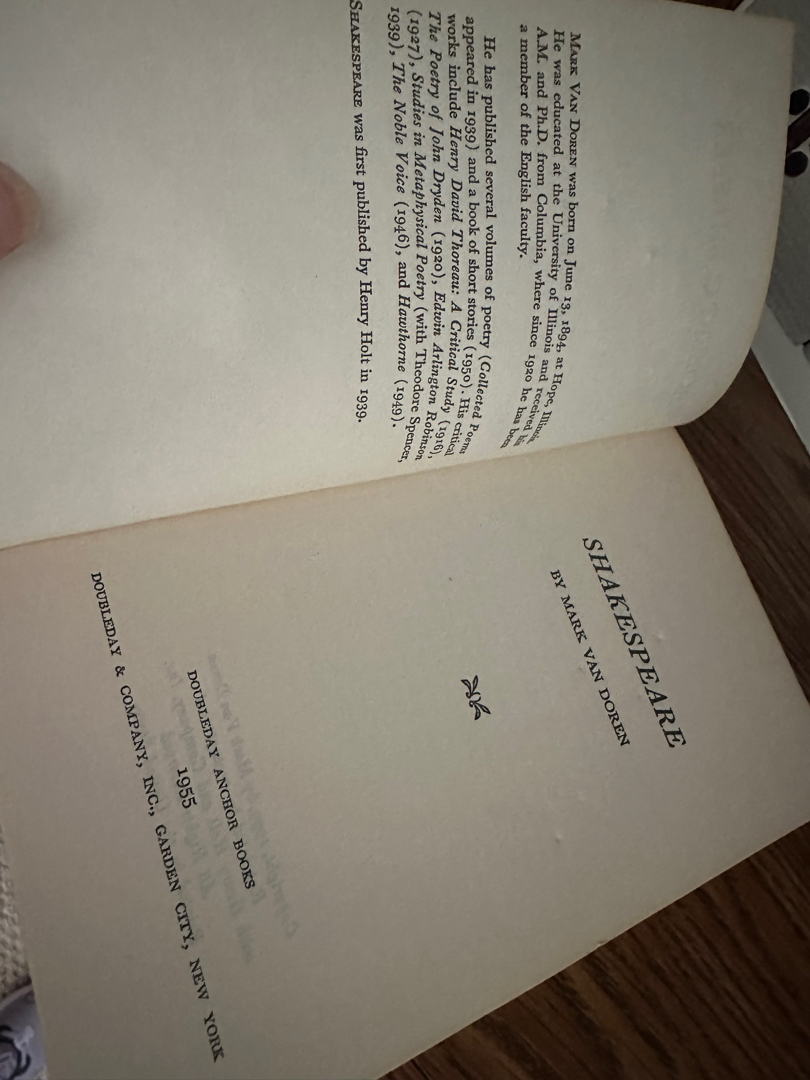 MARK VAN DOREN was born on June 13, 1894, at Hope, Illinois.
He was educated at the University of Illinois and received his
A.M. and Ph.D. from Columbia, where since 1920 he has been
a member of the English faculty.
He has published several volumes of poetry (Collected Poems
appeared in 1939) and a book of short stories (1950). His critical
works include Henry David Thoreau: A Critical Study (1916),
The Poetry of John Dryden (1920), Edwin Arlington Robinson
(1927), Studies in Metaphysical Poetry (with Theodore Spencer,
1939), The Noble Voice (1946), and Hawthorne (1949).
SHAKESPEARE was first published by Henry Holt in 1939.
SHAKESPEARE
BY MARK VAN DOREN
DOUBLEDAY ANCHOR BOOKS
1955
DOUBLEDAY & COMPANY, INC., GARDEN CITY, NEW YORK